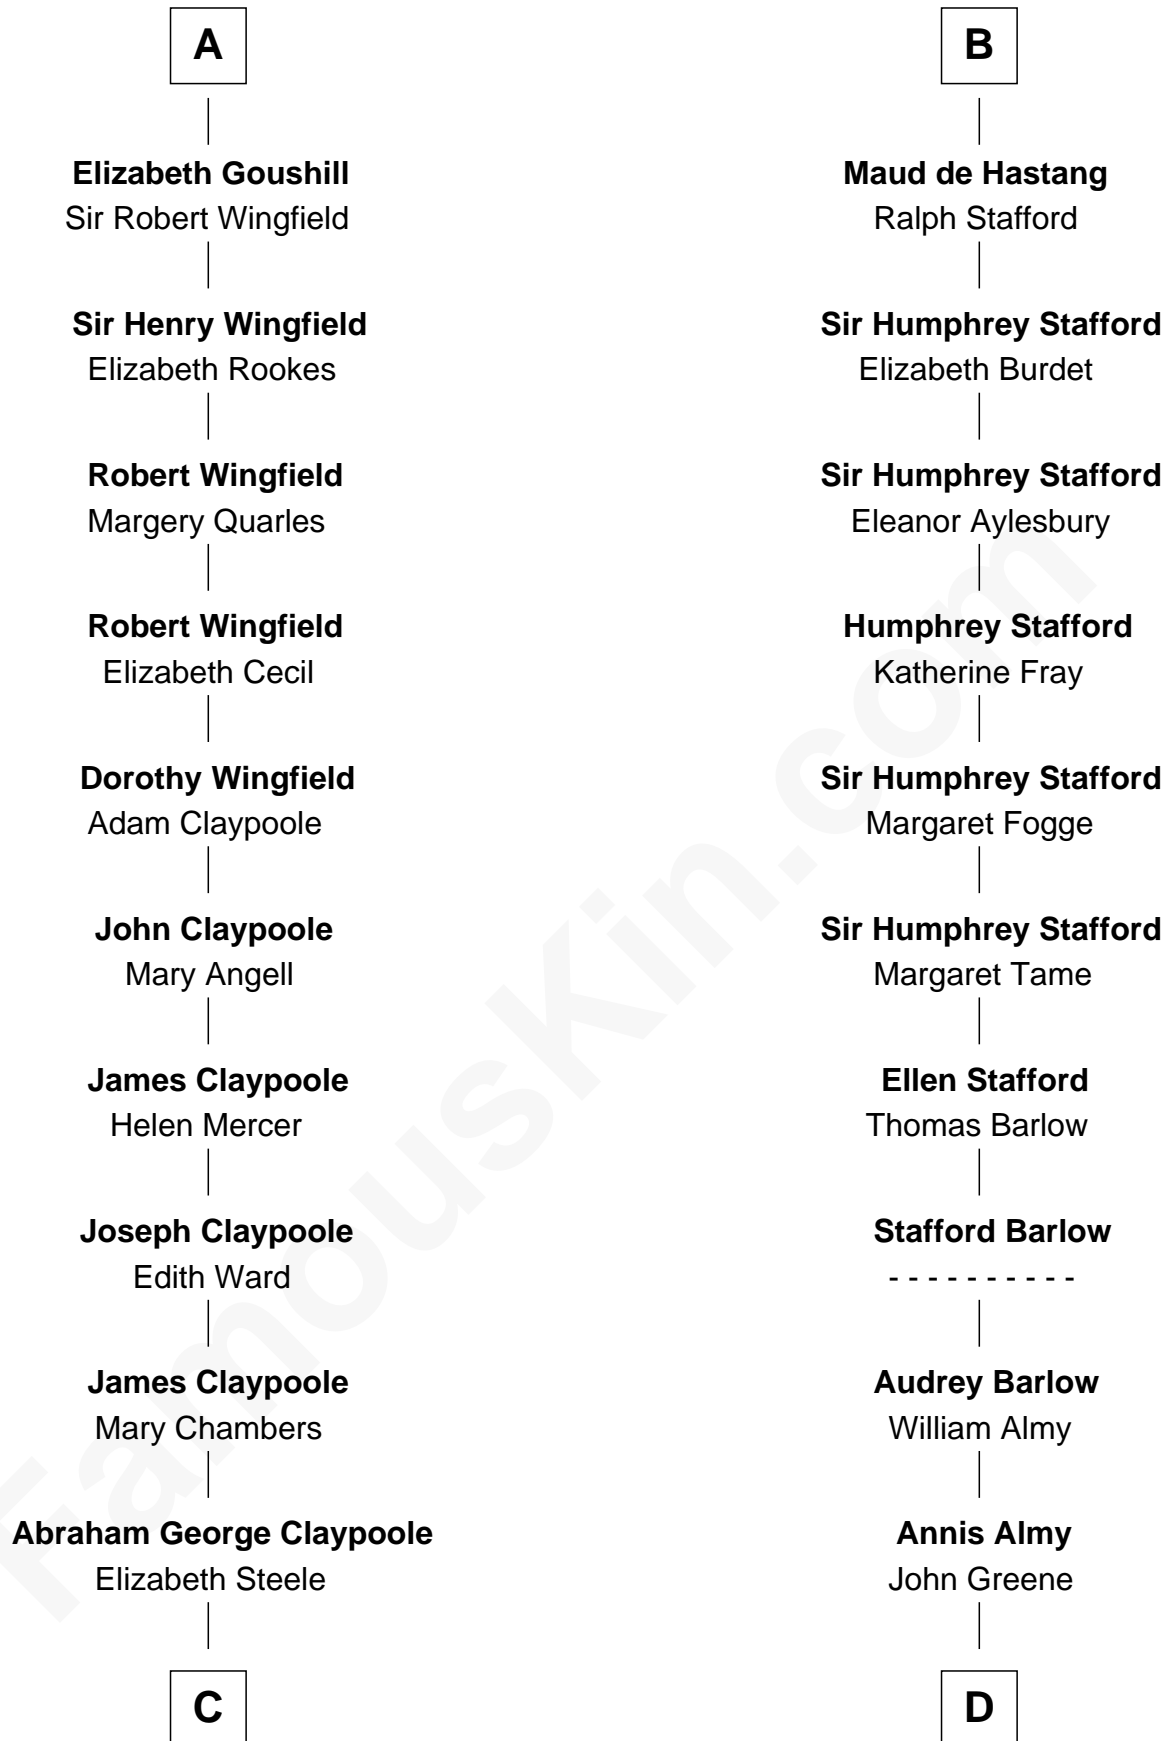 A
Elizabeth Goushill
Sir Robert Wingfield
Sir Henry Wingfield
Elizabeth Rookes
Robert Wingfield
Margery Quarles
Robert Wingfield
Elizabeth Cecil
Dorothy Wingfield
Adam Claypoole
John Claypoole
Mary Angell
James Claypoole
Helen Mercer
Joseph Claypoole
Edith Ward
James Claypoole
Mary Chambers
Abraham George Claypoole
Elizabeth Steele
C
B
Maud de Hastang
Ralph Stafford
Sir Humphrey Stafford
Elizabeth Burdet
Sir Humphrey Stafford
Eleanor Aylesbury
Humphrey Stafford
Katherine Fray
Sir Humphrey Stafford
Margaret Fogge
Sir Humphrey Stafford
Margaret Tame
Ellen Stafford
Thomas Barlow
Stafford Barlow
- - - - - - - - - -
Audrey Barlow
William Almy
Annis Almy
John Greene
D
FamousKin.com